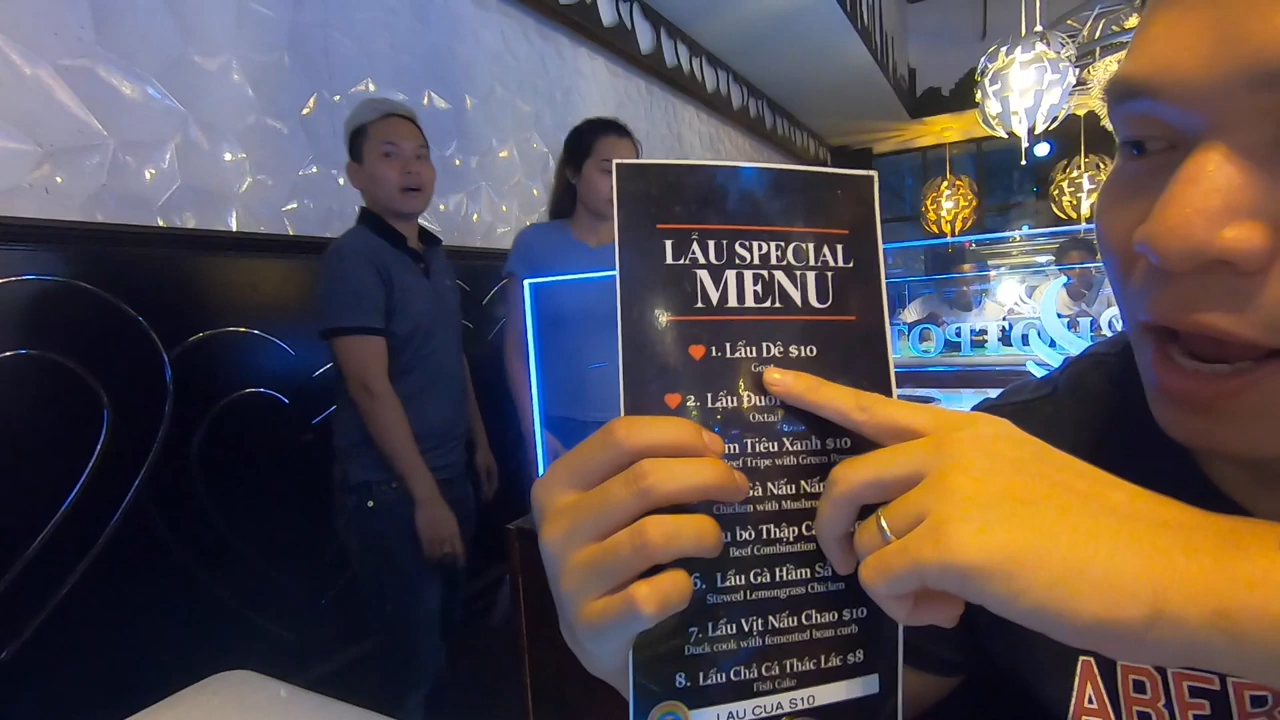 LẨU SPECIAL
MENU
1. Lẩu Dê $10
2. Lẩu Đuôi
Oxtail
Tiêu Xanh $10
Beef Tripe with Green
Gà Nấu
Chicken with
bò Thập
Beef Combination
6. Lẩu Gà Hầm Sả
Stewed Lemongrass Chicken
7. Lẩu Vịt Nấu Chao $10
Duck cook with femented bean curb
8. Lẩu Chả Cá Thác Lác $8
Fish Cake
LAU CUA $10
HOTPOT
ABER